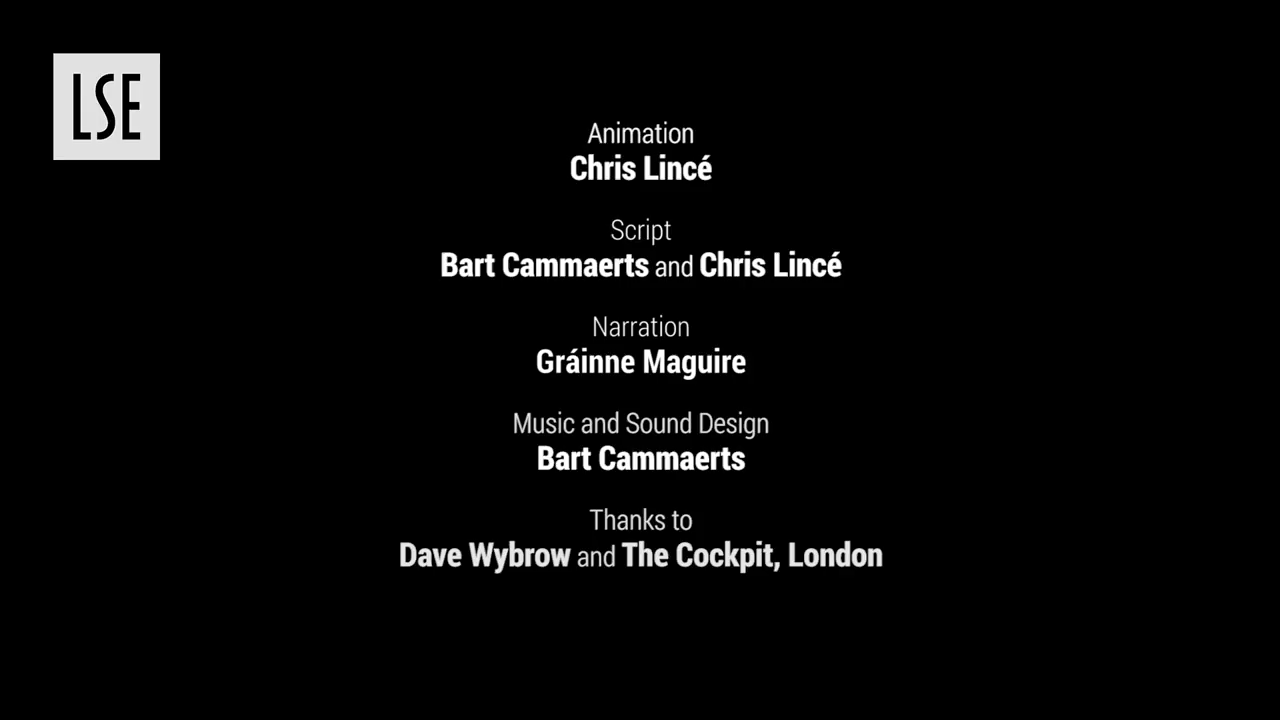 LSE
Animation
Chris Lincé
Script
Bart Cammaerts and Chris Lincé
Narration
Gráinne Maguire
Music and Sound Design
Bart Cammaerts
Thanks to
Dave Wybrow and The Cockpit, London